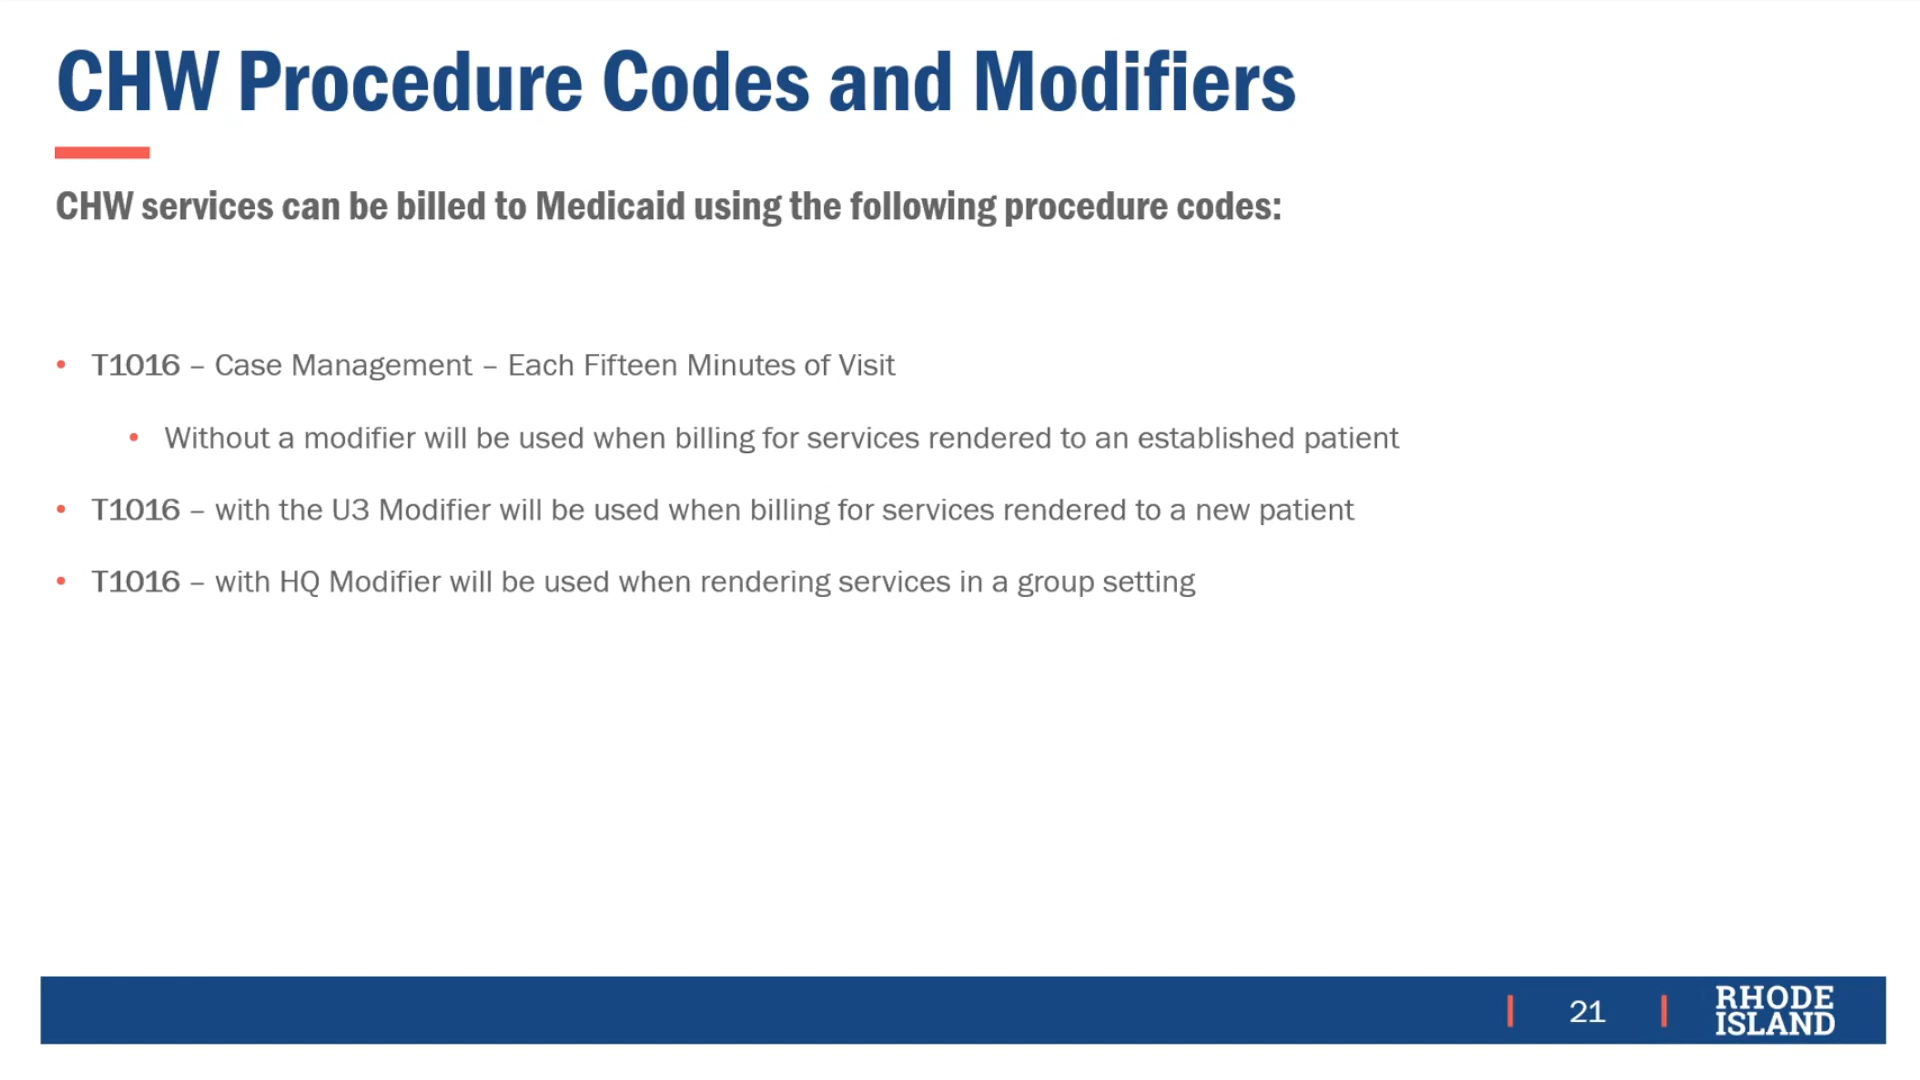 CHW Procedure Codes and Modifiers
CHW services can be billed to Medicaid using the following procedure codes:
• T1016 – Case Management – Each Fifteen Minutes of Visit
• Without a modifier will be used when billing for services rendered to an established patient
• T1016 – with the U3 Modifier will be used when billing for services rendered to a new patient
• T1016 – with HQ Modifier will be used when rendering services in a group setting
21
RHODE
ISLAND